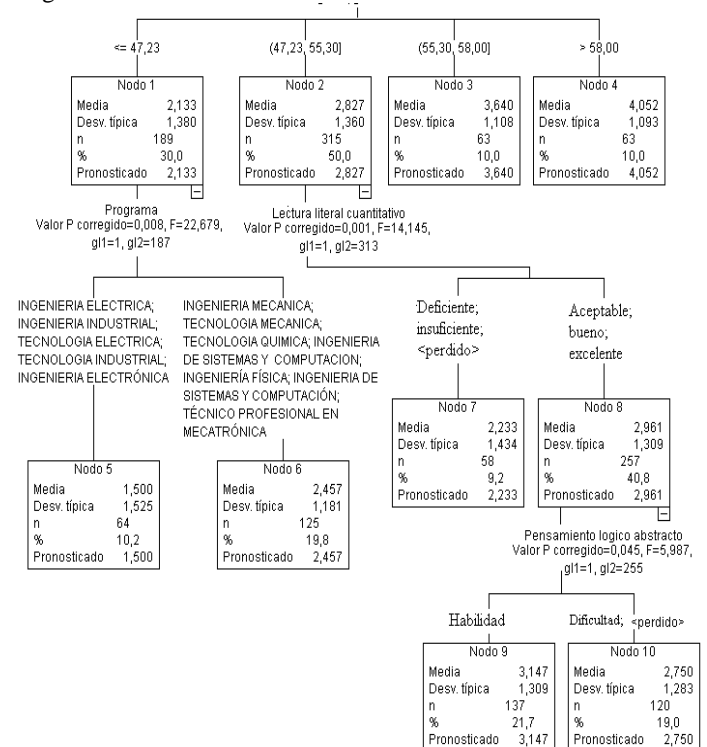 <= 47,23
(47,23, 55,30]
(55,30, 58,00]
> 58,00
Nodo 1
Media 2,133
Desv. típica 1,380
n 189
% 30,0
Pronosticado 2,133
Nodo 2
Media 2,827
Desv. típica 1,360
n 315
% 50,0
Pronosticado 2,827
Nodo 3
Media 3,640
Desv. típica 1,108
n 63
% 10,0
Pronosticado 3,640
Nodo 4
Media 4,052
Desv. típica 1,093
n 63
% 10,0
Pronosticado 4,052
Programa
Valor P corregido=0,008, F=22,679,
gl1=1, gl2=187
Lectura literal cuantitativo
Valor P corregido=0,001, F=14,145,
gl1=1, gl2=313
INGENIERIA ELECTRICA;
INGENIERIA INDUSTRIAL;
TECNOLOGIA ELECTRICA;
TECNOLOGIA INDUSTRIAL;
INGENIERIA ELECTRÓNICA
INGENIERIA MECANICA;
TECNOLOGIA MECANICA;
TECNOLOGIA QUIMICA; INGENIERIA
DE SISTEMAS Y COMPUTACION;
INGENIERÍA FÍSICA; INGENIERIA DE
SISTEMAS Y COMPUTACIÓN;
TÉCNICO PROFESIONAL EN
MECATRÓNICA
Deficiente;
insuficiente;
<perdido>
Aceptable;
bueno;
excelente
Nodo 5
Media 1,500
Desv. típica 1,525
n 64
% 10,2
Pronosticado 1,500
Nodo 6
Media 2,457
Desv. típica 1,181
n 125
% 19,8
Pronosticado 2,457
Nodo 7
Media 2,233
Desv. típica 1,434
n 58
% 9,2
Pronosticado 2,233
Nodo 8
Media 2,961
Desv. típica 1,309
n 257
% 40,8
Pronosticado 2,961
Pensamiento logico abstracto
Valor P corregido=0,045, F=5,987,
gl1=1, gl2=255
Habilidad
Dificultad; <perdido>
Nodo 9
Media 3,147
Desv. típica 1,309
n 137
% 21,7
Pronosticado 3,147
Nodo 10
Media 2,750
Desv. típica 1,283
n 120
% 19,0
Pronosticado 2,750